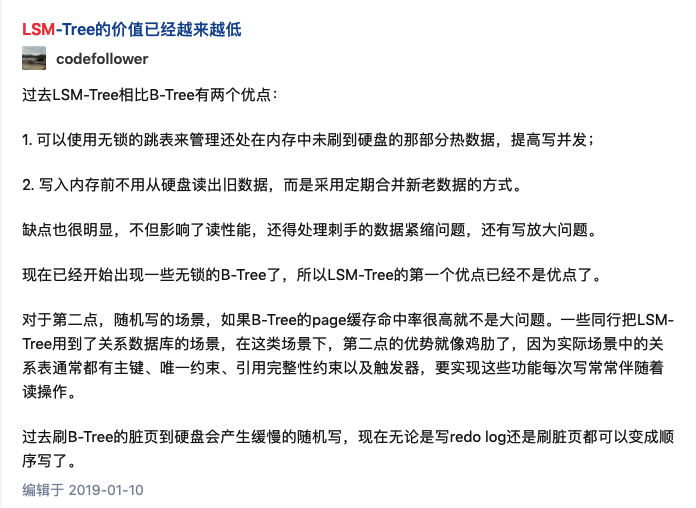 LSM-Tree的价值已经越来越低
codefollower
过去LSM-Tree相比B-Tree有两个优点：
1. 可以使用无锁的跳表来管理还处在内存中未刷到硬盘的那部分热数据，提高写并发；
2. 写入内存前不用从硬盘读出旧数据，而是采用定期合并新老数据的方式。
缺点也很明显，不但影响了读性能，还得处理刺手的数据紧缩问题，还有写放大问题。
现在已经开始出现一些无锁的B-Tree了，所以LSM-Tree的第一个优点已经不是优点了。
对于第二点，随机写的场景，如果B-Tree的page缓存命中率很高就不是大问题。一些同行把LSM-
Tree用到了关系数据库的场景，在这类场景下，第二点的优势就像鸡肋了，因为实际场景中的关
系表通常都有主键、唯一约束、引用完整性约束以及触发器，要实现这些功能每次写常常伴随着
读操作。
过去刷B-Tree的脏页到硬盘会产生缓慢的随机写，现在无论是写redo log还是刷脏页都可以变成顺
序写了。
编辑于 2019-01-10